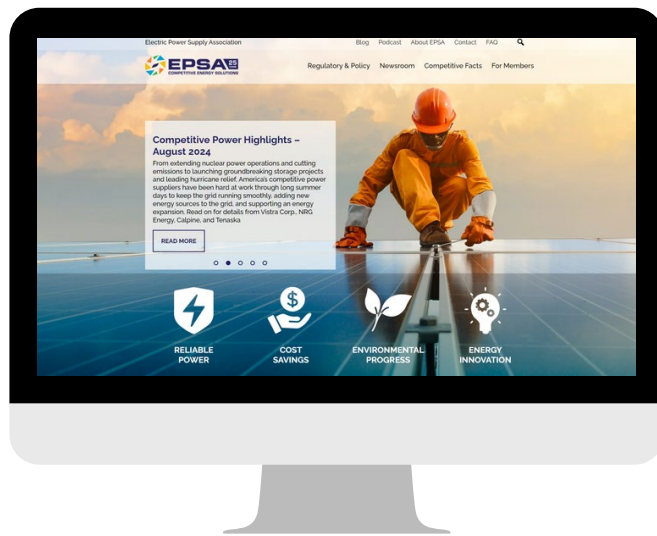 Electric Power Supply Association
Blog Podcast About EPSA Contact FAQ
EPSA 25
COMPETITIVE ENERGY SOLUTIONS
Regulatory & Policy Newsroom Competitive Facts For Members
Competitive Power Highlights –
August 2024
From extending nuclear power operations and cutting
emissions to launching groundbreaking storage projects
and leading hurricane relief, America's competitive power
suppliers have been hard at work through long summer
days to keep the grid running smoothly, adding new
energy sources to the grid, and supporting an energy
expansion. Read on for details from Vistra Corp., NRG
Energy, Calpine, and Tenaska
READ MORE
$
RELIABLE
POWER
COST
SAVINGS
ENVIRONMENTAL
PROGRESS
ENERGY
INNOVATION